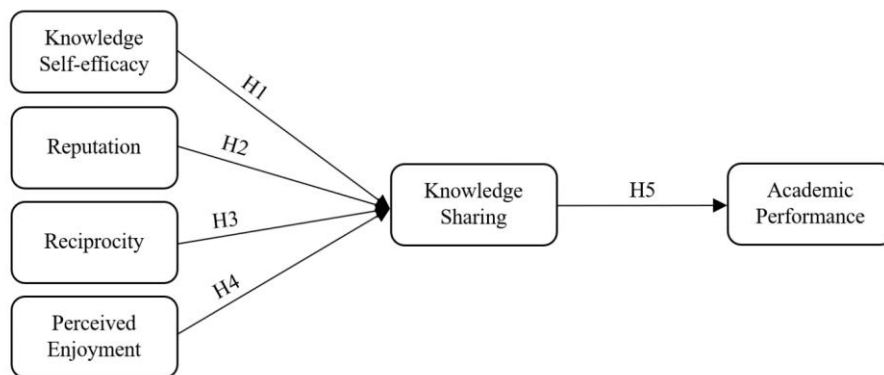 Knowledge
Self-efficacy
H1
Reputation
H2
Knowledge
Sharing
H5
Academic
Performance
Reciprocity
H3
H4
Perceived
Enjoyment